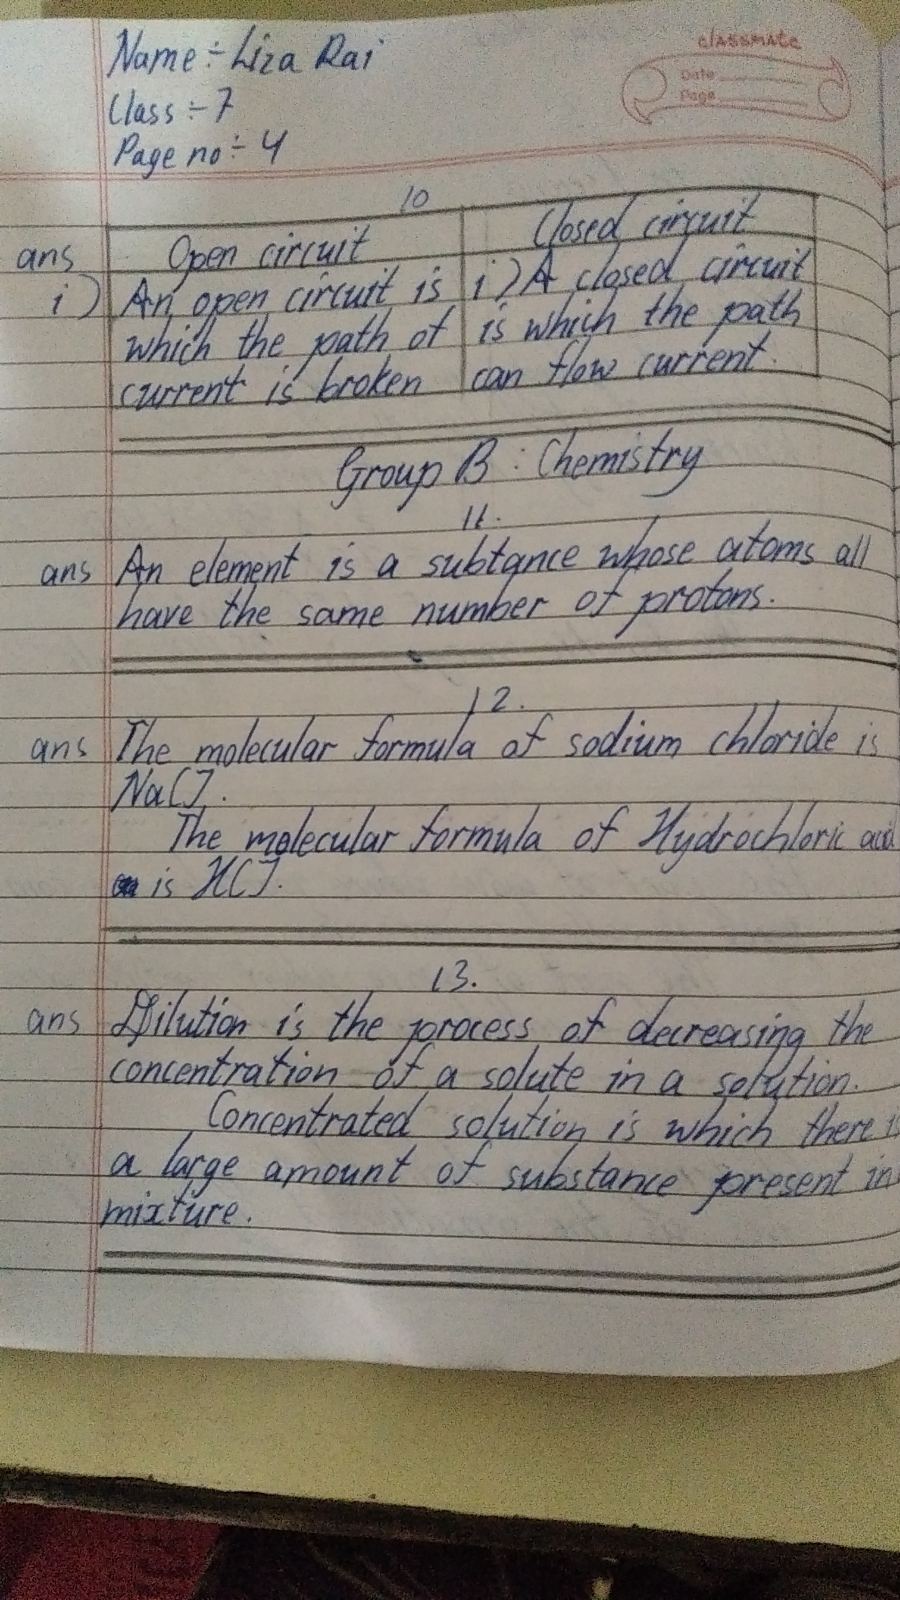 Name ÷ Liza Rai
Class ÷ 7
Page no ÷ 4
classmate
Date
Page
10
ans Open circuit Closed circuit
i) An open circuit is i) A closed circuit
which the path of is which the path
current is broken can flow current.
Group B : Chemistry
11.
ans An element is a subtance whose atoms all
have the same number of protons.
12.
ans The molecular formula of sodium chloride is
NaCl.
The molecular formula of Hydrochloric acid
is HCl.
13.
ans Dilution is the process of decreasing the
concentration of a solute in a solution.
Concentrated solution is which there is
a large amount of substance present in
mixture.